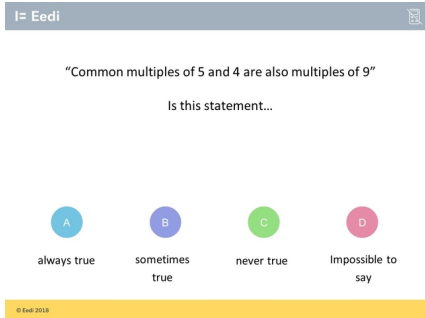 Eedi
“Common multiples of 5 and 4 are also multiples of 9”
Is this statement...
A
B
C
D
always true
sometimes
true
never true
Impossible to
say
© Eedi 2016